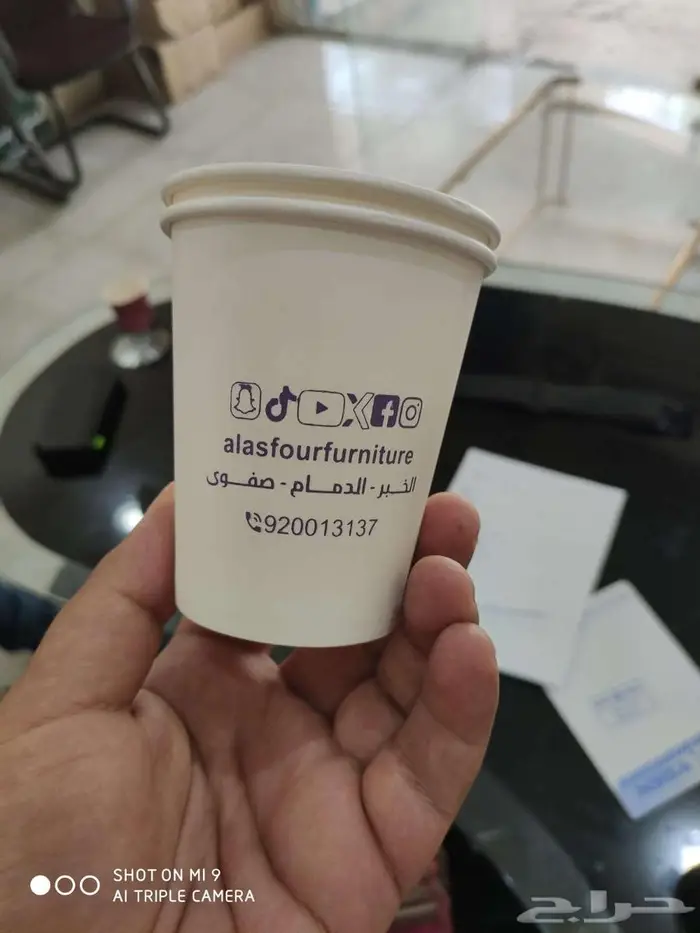 alasfourfurniture
الخبر - الدمام - صفوى
920013137
SHOT ON MI 9
AI TRIPLE CAMERA
حراج